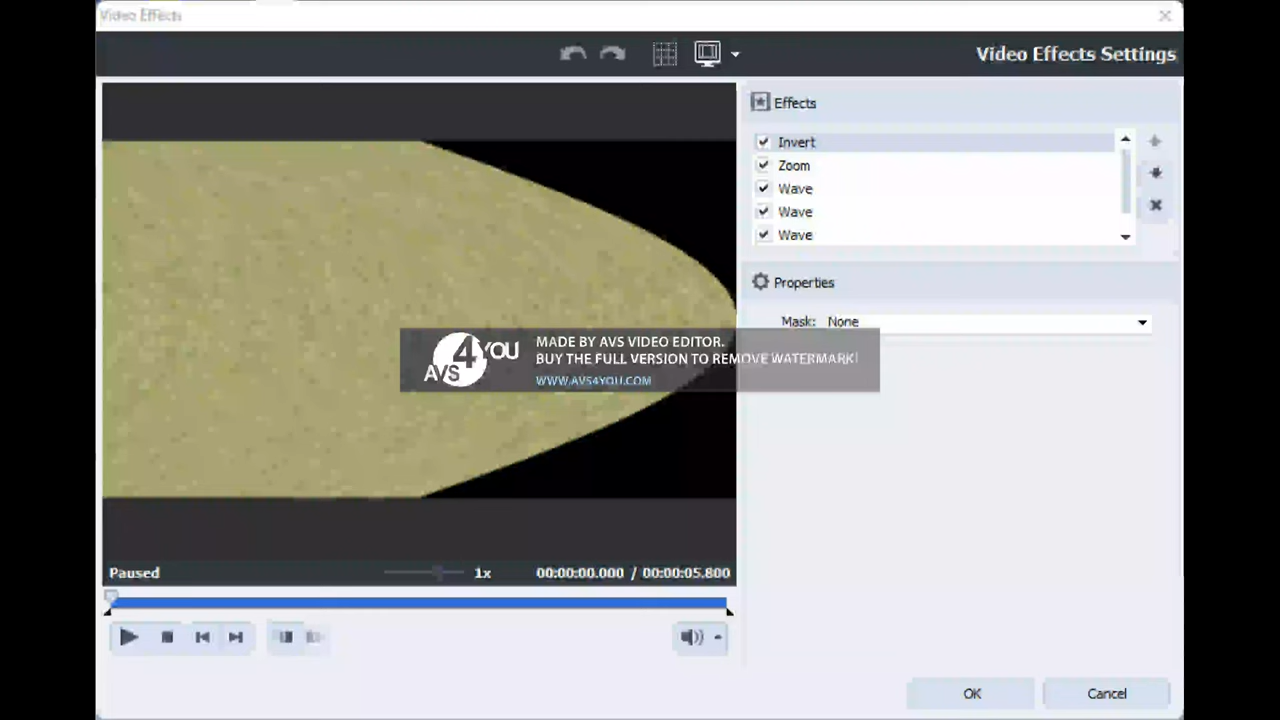 Video Effects
Video Effects Settings
Effects
Invert
Zoom
Wave
Wave
Wave
Properties
Mask: None
AVS4YOU
MADE BY AVS VIDEO EDITOR.
BUY THE FULL VERSION TO REMOVE WATERMARK!
WWW.AVS4YOU.COM
Paused
1x
00:00:00.000 / 00:00:05.800
OK
Cancel